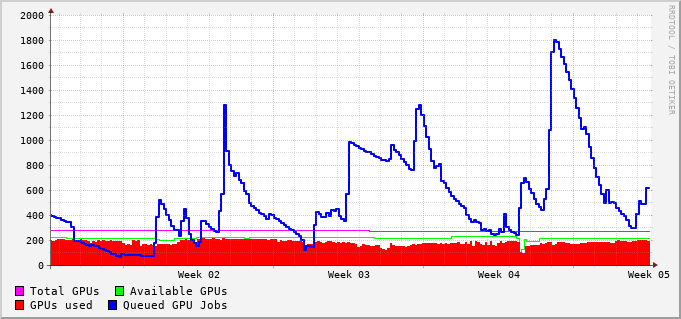 2000
1800
1600
1400
1200
1000
800
600
400
200
0
Week 02 Week 03 Week 04 Week 05
Total GPUs Available GPUs
GPUs used Queued GPU Jobs
RRDTOOL / TOBI OETIKER